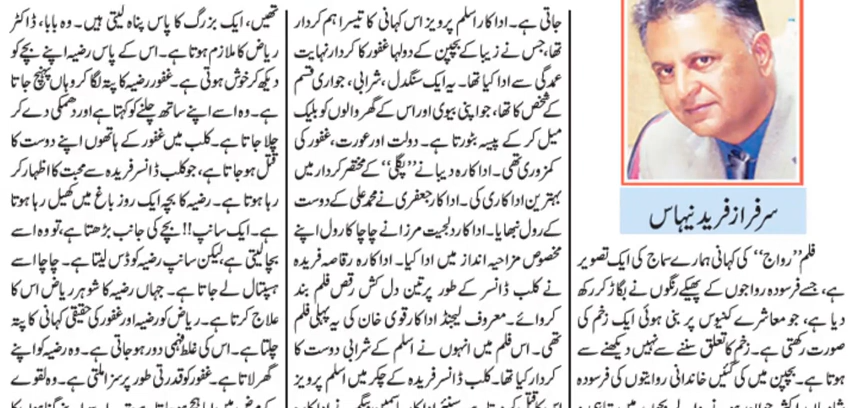 سرفراز فرید نیہاس
فلم ’’رواج‘‘ کی کہانی ہمارے سماج کی ایک تصویر
ہے، جسے فرسودہ رواجوں کے پھیکے رنگوں نے بگاڑ کر رکھ
دیا ہے، جو معاشرے کے کنیوس پر بنی ہوئی ایک زخم کی
صورت رکھتی ہے۔ زخم کا تعلق سننے سے نہیں دیکھنے سے
ہوتا ہے۔ بچپن میں کی گئیں خاندانی روایتوں کی فرسودہ
جاتی ہے۔ اداکار اسلم پرویز اس کہانی کا تیسرا اہم کردار
تھا، جس نے زیبا کے بچپن کے دولہا غفور کا کردار نہایت
عمدگی سے ادا کیا تھا۔ یہ ایک سنگدل، شرابی، جواری قسم
کے شخص کا تھا، جو اپنی بیوی اور اس کے گھر والوں کو بلیک
میل کر کے پیسہ بٹورتا ہے۔ دولت اور عورت، غفور کی
کمزوری تھی۔ اداکارہ دیبا نے ’’پگلی‘‘ کے مختصر کردار میں
بہترین اداکاری کی۔ اداکار جعفری نے محمد علی کے دوست
کے رول نبھایا۔ اداکار دلجیت مرزا نے چاچا کا رول اپنے
مخصوص مزاحیہ انداز میں ادا کیا۔ اداکارہ رقاصہ فریدہ
نے کلب ڈانسر کے طور پر تین دل کش رقص فلم بند
کروائے۔ معروف لیجنڈ اداکار قوی خان کی یہ پہلی فلم
تھی۔ اس فلم میں انہوں نے اسلم کے شرابی دوست کا
کردار کیا تھا۔ کلب ڈانسر فریدہ کے چکر میں اسلم پرویز
تھیں، ایک بزرگ کا پاس پناہ لیتی ہیں۔ وہ بابا، ڈاکٹر
ریاض کا ملازم ہوتا ہے۔ اس کے پاس رضیہ اپنے بچے کو
دیکھ کر خوش ہوتی ہے۔ غفور رضیہ کا پتہ لگا کر وہاں پہنچ جاتا
ہے۔ وہ اسے اپنے ساتھ چلنے کو کہتا ہے اور دھمکی دے کر
چلا جاتا ہے۔ کلب میں غفور کے ہاتھوں اپنے دوست کا
قتل ہو جاتا ہے، جو کلب ڈانسر فریدہ سے محبت کا اظہار کر
رہا ہوتا ہے۔ رضیہ کا بچہ ایک روز باغ میں کھیل رہا ہوتا
ہے۔ ایک سانپ!! بچے کی جانب بڑھتا ہے، تو وہ اسے
بچا لیتی ہے، لیکن سانپ رضیہ کو ڈس لیتا ہے۔ چاچا اسے
ہسپتال لے جاتا ہے۔ جہاں رضیہ کا شوہر ریاض اس کا
علاج کرتا ہے۔ ریاض کو رضیہ اور غفور کی حقیقی کہانی کا پتہ
چلتا ہے۔ اس کی غلط فہمی دور ہو جاتی ہے۔ وہ رضیہ کو اپنے
گھر لاتا ہے۔ غفور کو قدرتی طور پر سزا ملتی ہے۔ وہ لقوے